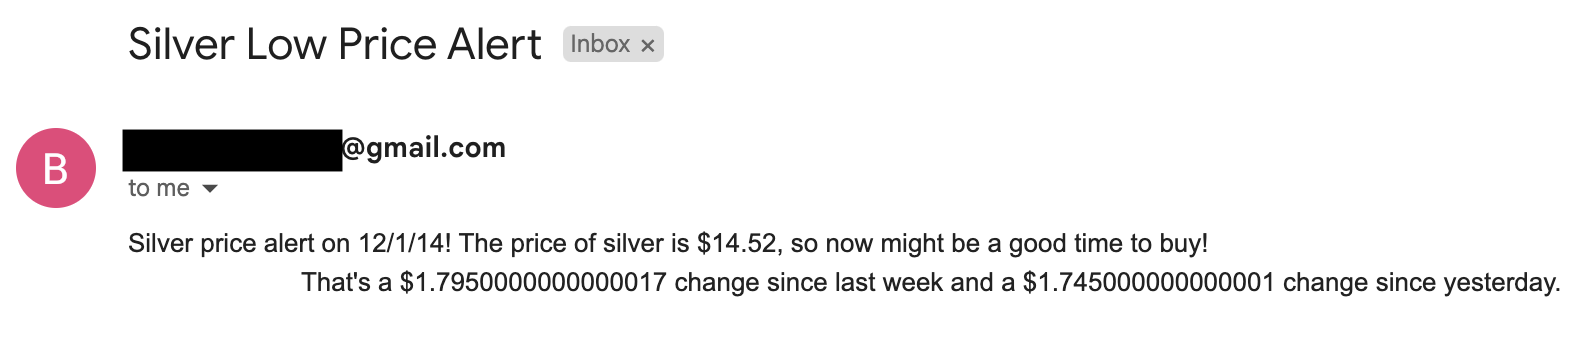 Silver Low Price Alert Inbox ×
B
@gmail.com
to me
Silver price alert on 12/1/14! The price of silver is $14.52, so now might be a good time to buy!
That's a $1.7950000000000017 change since last week and a $1.745000000000001 change since yesterday.